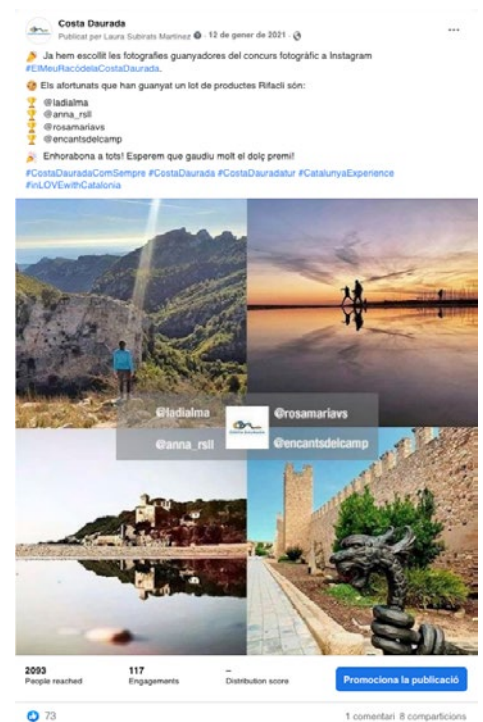 Costa Daurada
Publicat per Laura Subirats Martínez · 12 de gener de 2021 ·
Ja hem escollit les fotografies guanyadores del concurs fotogràfic a Instagram
#ElMeuRacódelaCostaDaurada.
Els afortunats que han guanyat un lot de productes Rifacli són:
@ladialma
@anna_rsll
@rosamariavs
@encantsdelcamp
Enhorabona a tots! Esperem que gaudiu molt el dolç premi!
#CostaDauradaComSempre #CostaDaurada #CostaDauradatur #CatalunyaExperience
#inLOVEwithCatalonia
@ladialma
@rosamariavs
@anna_rsll
@encantsdelcamp
2093
117
–
People reached
Engagements
Distribution score
Promociona la publicació
73
1 comentari 8 comparticions